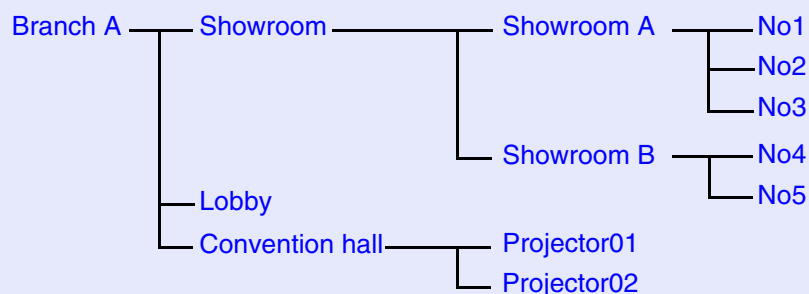 Branch A Showroom Showroom A No1
No2
No3
Showroom B No4
No5
Lobby
Convention hall Projector01
Projector02